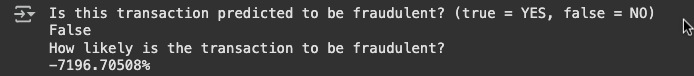 Is this transaction predicted to be fraudulent? (true = YES, false = NO)
False
How likely is the transaction to be fraudulent?
-7196.70508%